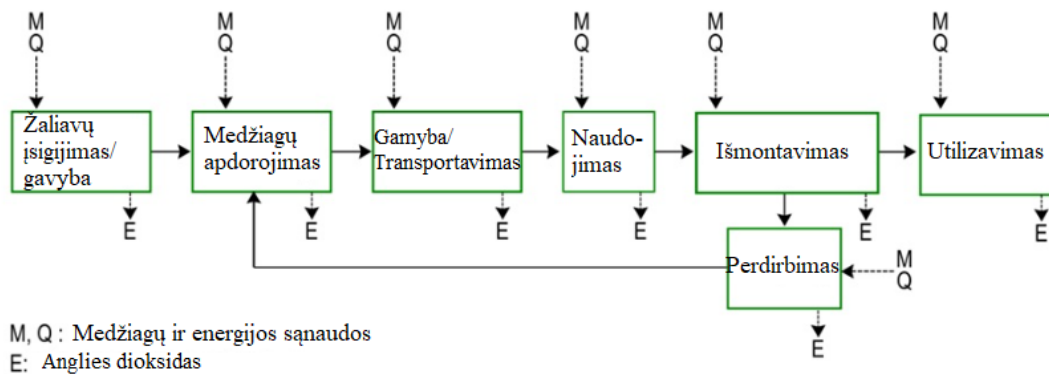 M
Q
M
Q
M
Q
M
Q
M
Q
M
Q
Žaliavų
įsigijimas/
gavyba
Medžiagų
apdorojimas
Gamyba/
Transportavimas
Naudo-
jimas
Išmontavimas
Utilizavimas
E
E
E
E
E
E
Perdirbimas
M
Q
E
M, Q : Medžiagų ir energijos sąnaudos
E: Anglies dioksidas